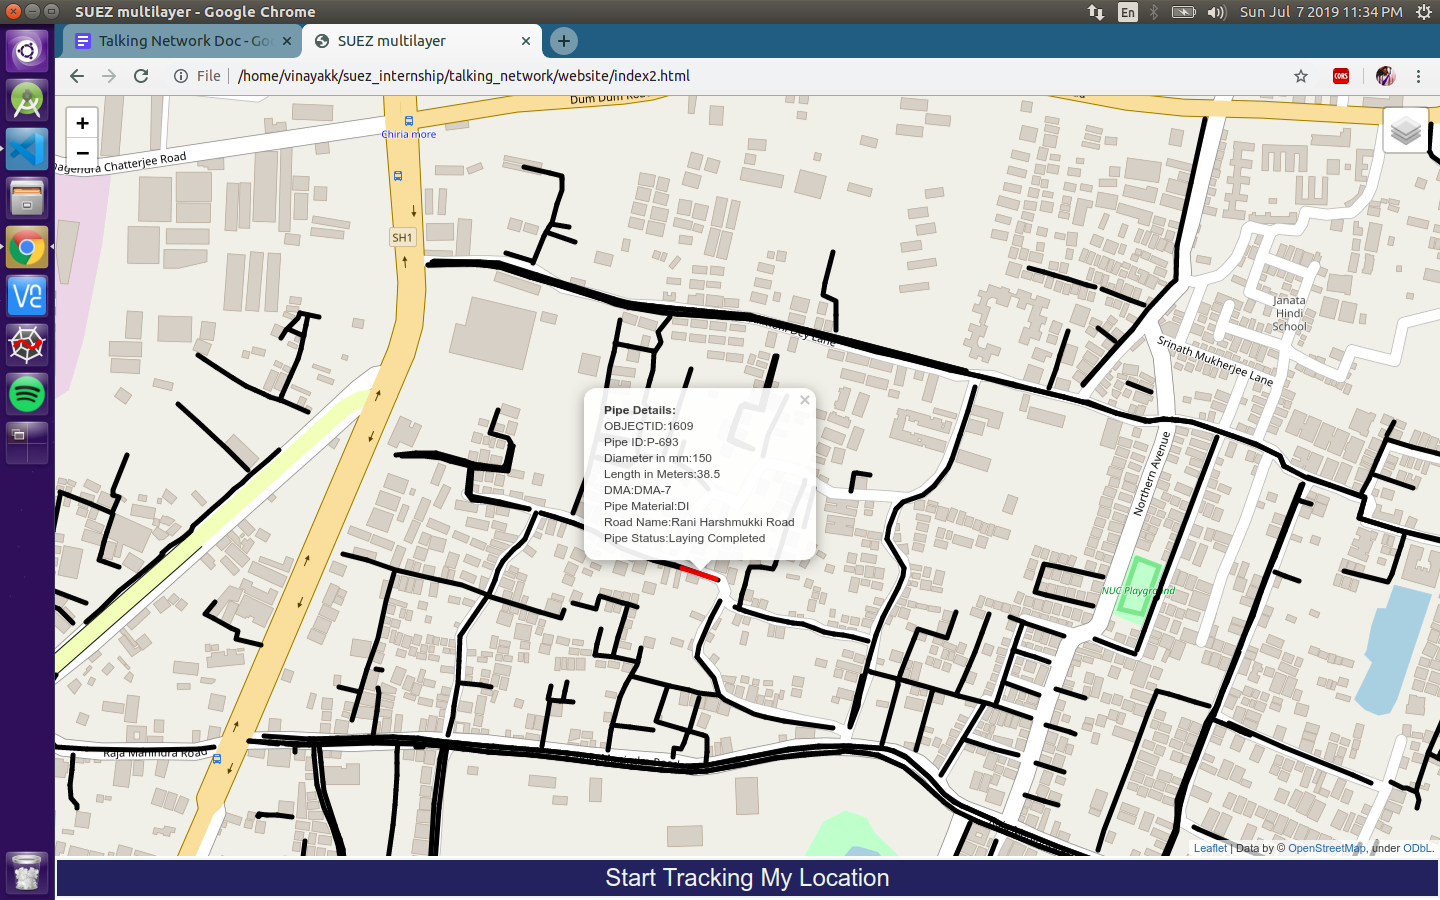 SUEZ multilayer - Google Chrome
En
Sun Jul 7 2019 11:34 PM
Talking Network Doc - Go
SUEZ multilayer
File
/home/vinayakk/suez_internship/talking_network/website/index2.html
CORS
+
−
Dum Dum Ro
Chiria more
agendra Chatterjee Road
SH1
Janata
Hindi
School
Dey Lane
Srinath Mukherjee Lane
Northern Avenue
Pipe Details:
OBJECTID:1609
Pipe ID:P-693
Diameter in mm:150
Length in Meters:38.5
DMA:DMA-7
Pipe Material:DI
Road Name:Rani Harshmukki Road
Pipe Status:Laying Completed
NUC Playground
Raja Manindra Road
Leaflet | Data by © OpenStreetMap, under ODbL.
Start Tracking My Location